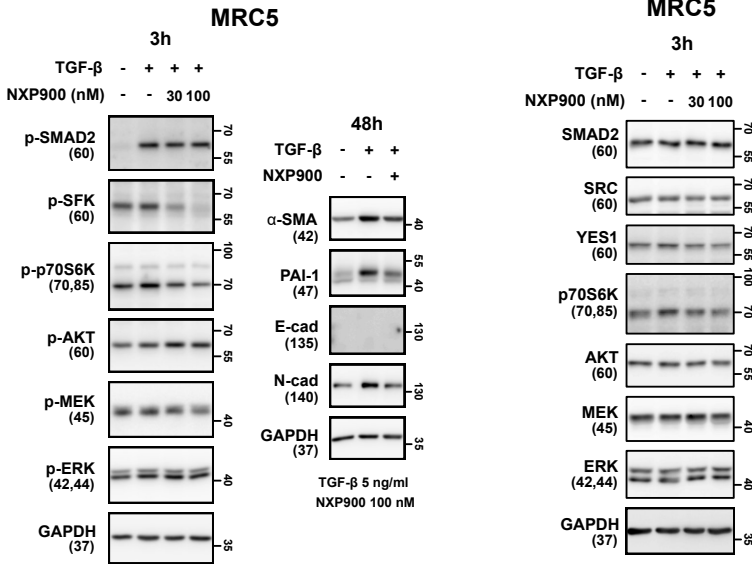 MRC5
3h
TGF-β - + + +
NXP900 (nM) - - 30 100
p-SMAD2
(60)
70
55
p-SFK
(60)
70
55
p-p70S6K
(70,85)
100
70
p-AKT
(60)
70
55
p-MEK
(45)
40
p-ERK
(42,44)
40
GAPDH
(37)
35
48h
TGF-β - + +
NXP900 - - +
α-SMA
(42)
40
PAI-1
(47)
55
40
E-cad
(135)
130
N-cad
(140)
130
GAPDH
(37)
35
TGF-β 5 ng/ml
NXP900 100 nM
MRC5
3h
TGF-β - + + +
NXP900 (nM) - - 30 100
SMAD2
(60)
70
55
SRC
(60)
70
55
YES1
(60)
70
55
p70S6K
(70,85)
100
70
AKT
(60)
70
55
MEK
(45)
40
ERK
(42,44)
40
GAPDH
(37)
35